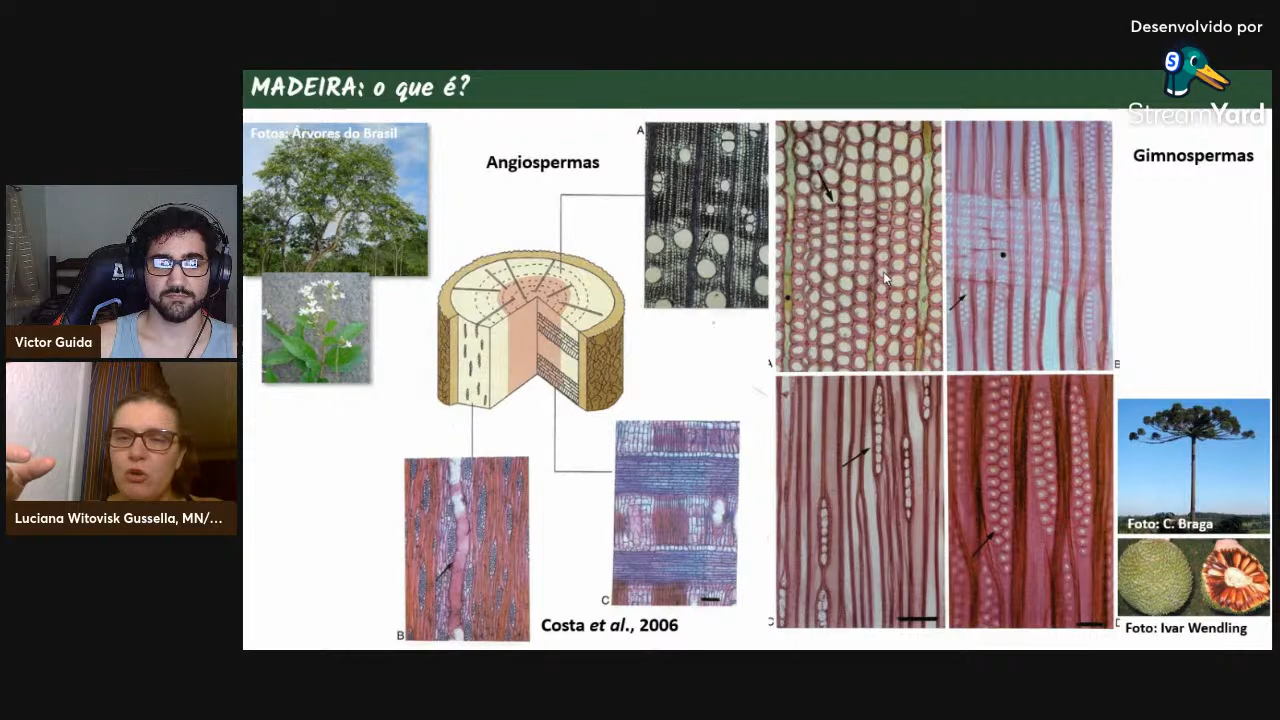 Desenvolvido por
StreamYard
MADEIRA: o que é?
Fotos: Árvores do Brasil
Angiospermas
A
Gimnospermas
A
B
Victor Guida
Luciana Witovisk Gussella, MN/...
B
C
Costa et al., 2006
C
D
Foto: C. Braga
Foto: Ivar Wendling